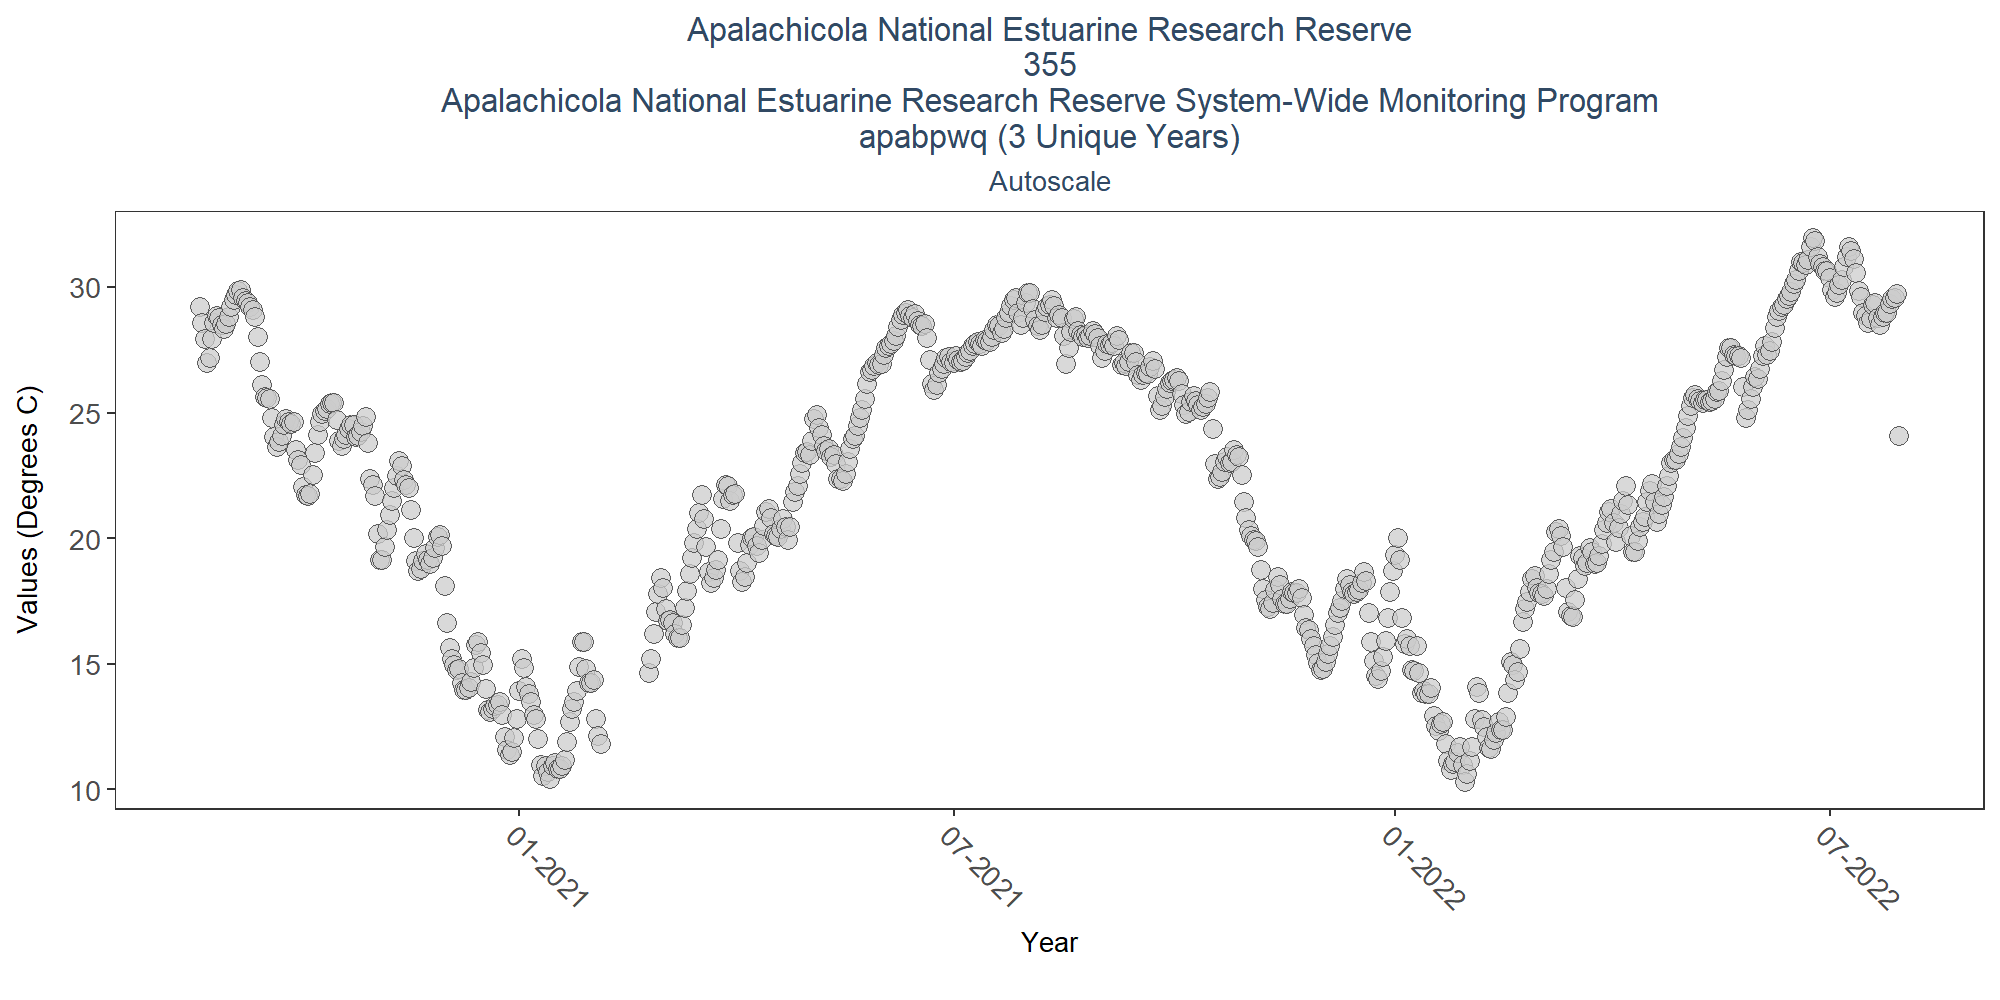 Apalachicola National Estuarine Research Reserve
355
Apalachicola National Estuarine Research Reserve System-Wide Monitoring Program
apabpwq (3 Unique Years)
Autoscale
Values (Degrees C)
30
25
20
15
10
01-2021
07-2021
01-2022
07-2022
Year